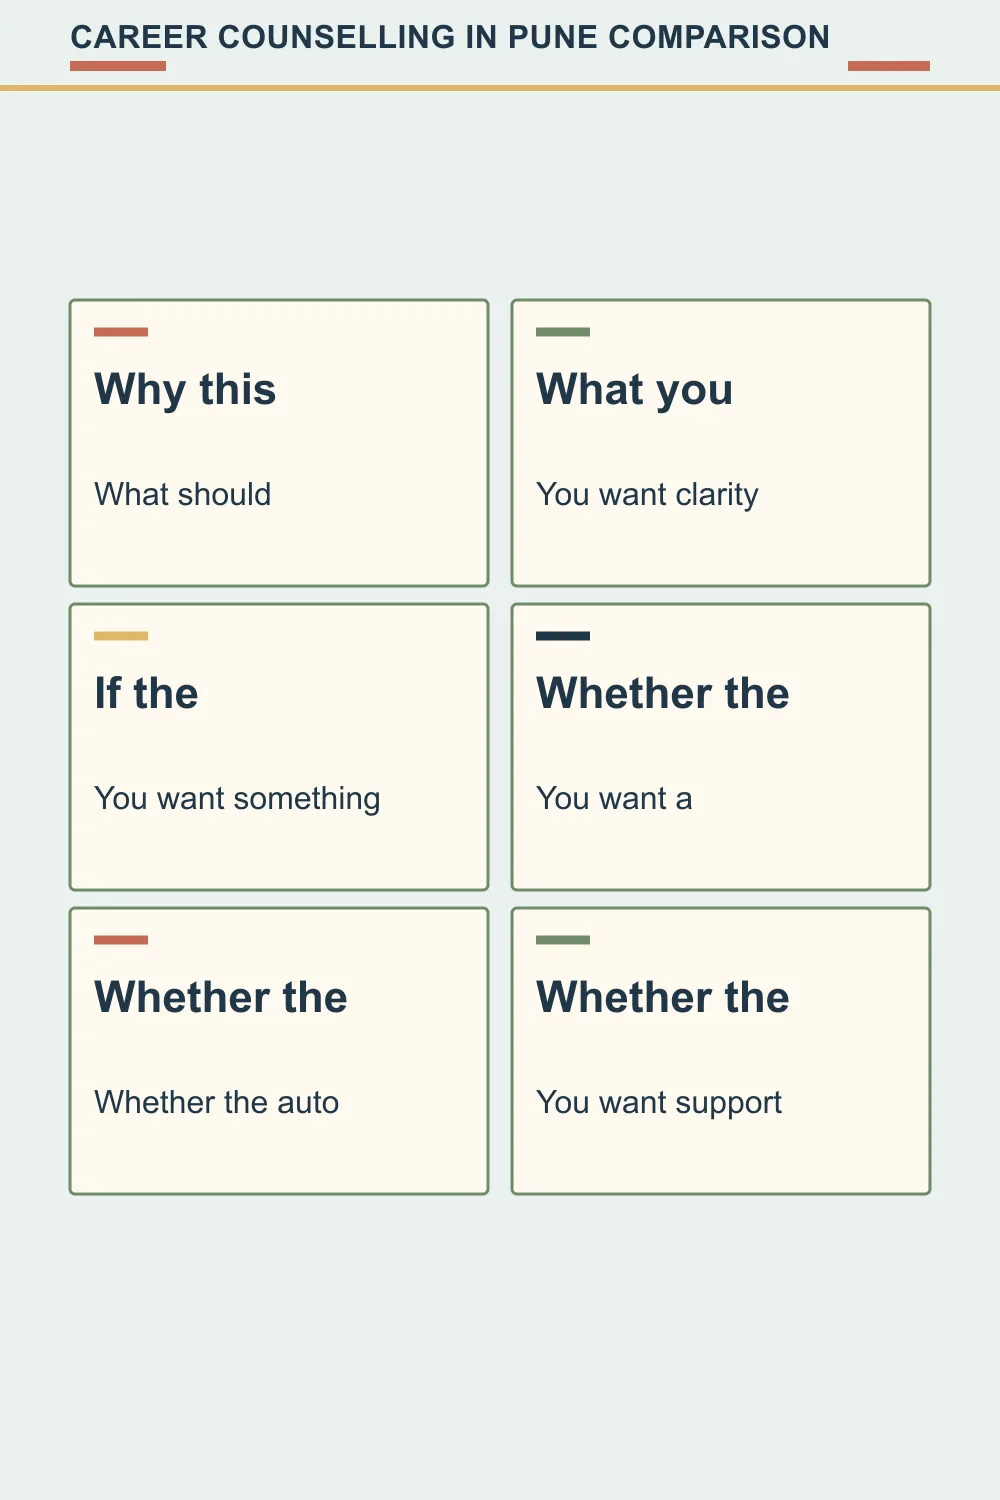 CAREER COUNSELLING IN PUNE COMPARISON
Why this
What should
What you
You want clarity
If the
You want something
Whether the
You want a
Whether the
Whether the auto
Whether the
You want support